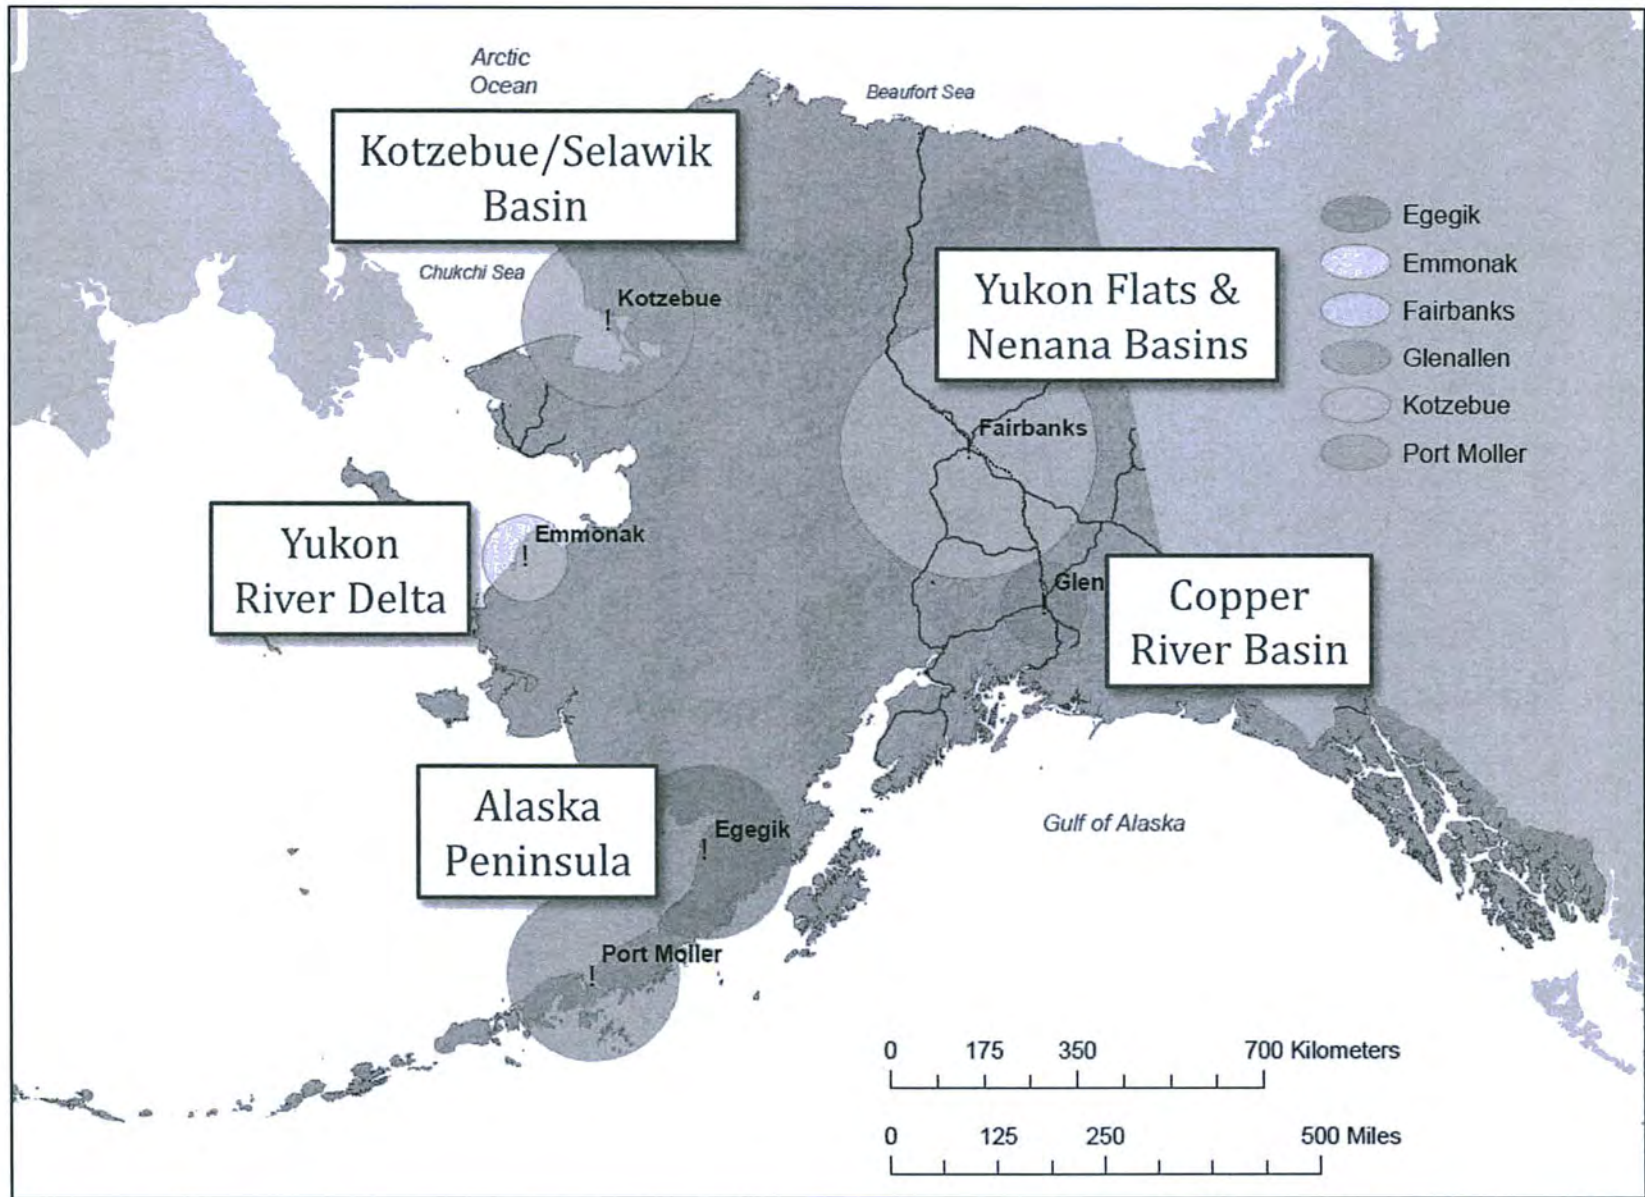 Arctic
Ocean
Beaufort Sea
Kotzebue/Selawik
Basin
Chukchi Sea
Kotzebue
Yukon Flats &
Nenana Basins
Egegik
Emmonak
Fairbanks
Glenallen
Kotzebue
Port Moller
Fairbanks
Yukon
River Delta
Emmonak
Glen
Copper
River Basin
Alaska
Peninsula
Egegik
Gulf of Alaska
Port Moller
0 175 350 700 Kilometers
0 125 250 500 Miles